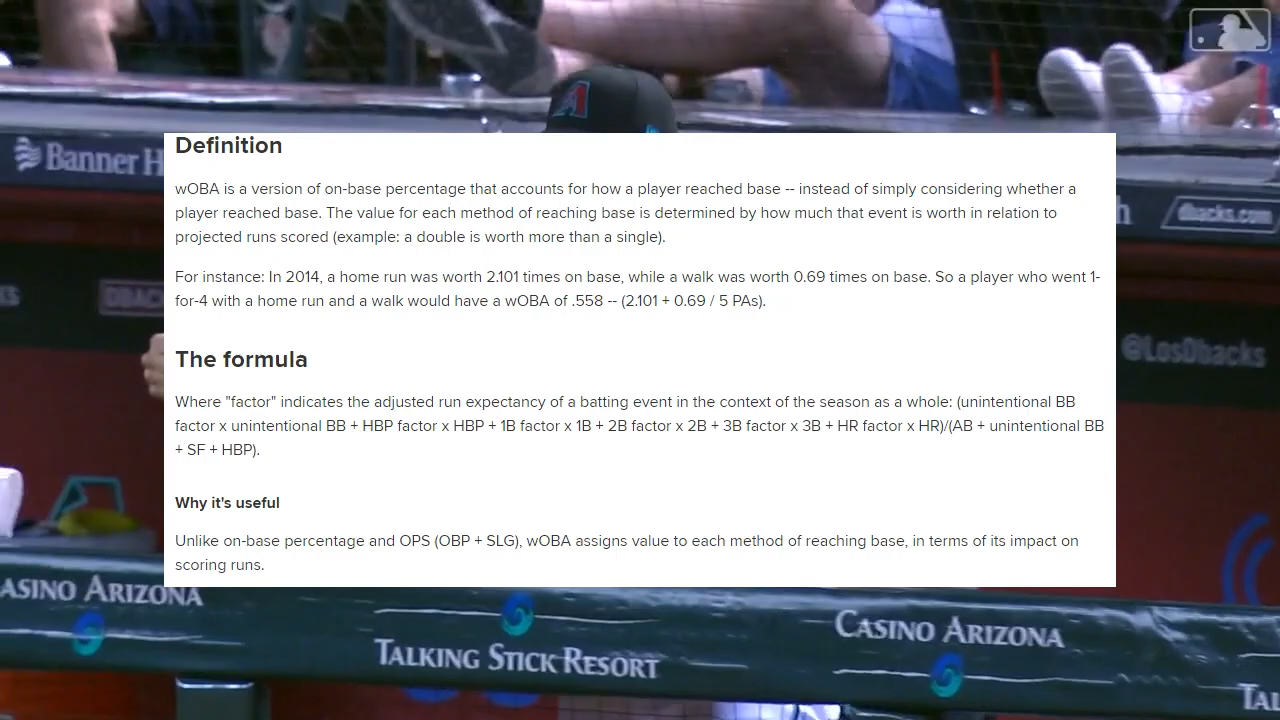 A
Banner H
Definition
wOBA is a version of on-base percentage that accounts for how a player reached base -- instead of simply considering whether a
player reached base. The value for each method of reaching base is determined by how much that event is worth in relation to
projected runs scored (example: a double is worth more than a single).
For instance: In 2014, a home run was worth 2.101 times on base, while a walk was worth 0.69 times on base. So a player who went 1-
for-4 with a home run and a walk would have a wOBA of .558 -- (2.101 + 0.69 / 5 PAs).
The formula
Where "factor" indicates the adjusted run expectancy of a batting event in the context of the season as a whole: (unintentional BB
factor x unintentional BB + HBP factor x HBP + 1B factor x 1B + 2B factor x 2B + 3B factor x 3B + HR factor x HR)/(AB + unintentional BB
+ SF + HBP).
Why it's useful
Unlike on-base percentage and OPS (OBP + SLG), wOBA assigns value to each method of reaching base, in terms of its impact on
scoring runs.
h
dbacks.com
KS
DBAC
@LosDbacks
ASINO ARIZONA
TALKING STICK RESORT
CASINO ARIZONA
TAL